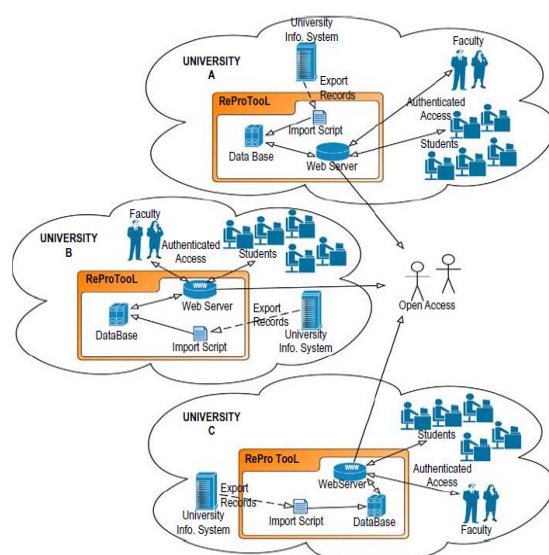 University
Info. System
UNIVERSITY
A
Faculty
Export
Records
ReProTooL
Import Script
Authenticated
Access
Data Base
Web Server
Students
UNIVERSITY
B
Faculty
Authenticated
Access
Students
ReProTooL
Web Server
Export
Records
DataBase
Import Script
University
Info. System
Open Access
UNIVERSITY
C
Students
RePro TooL
WWW
WebServer
Authenticated
Access
Export
Records
University
Info. System
Import Script
DataBase
Faculty